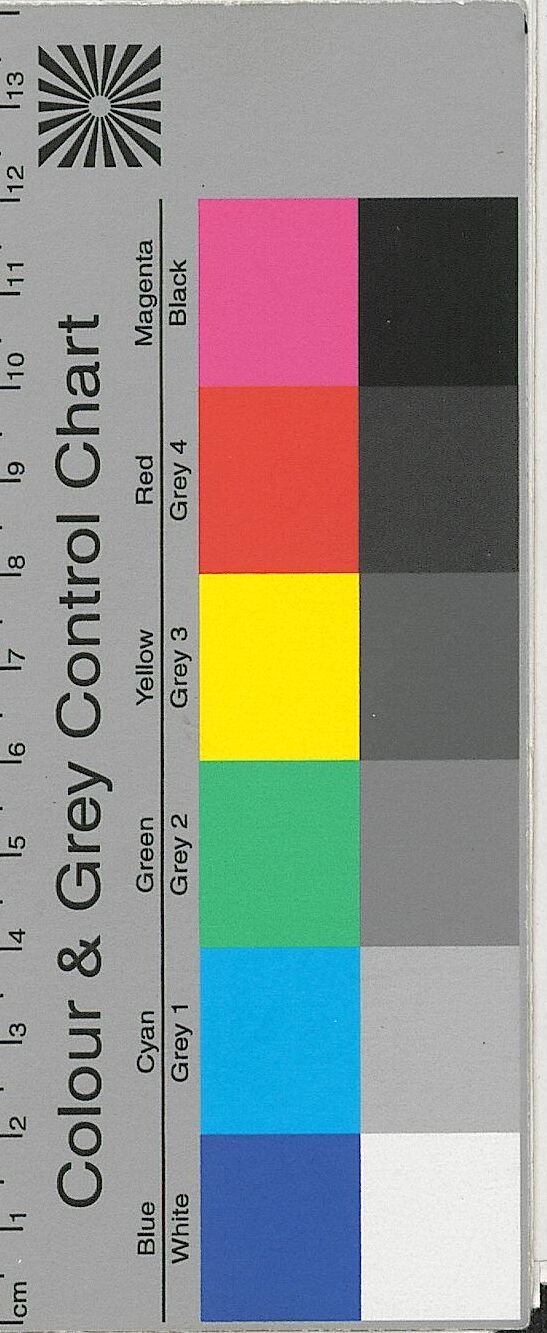 Colour & Grey Control Chart
Blue Cyan Green Yellow Red Magenta
White Grey 1 Grey 2 Grey 3 Grey 4 Black
cm 1 2 3 4 5 6 7 8 9 10 11 12 13